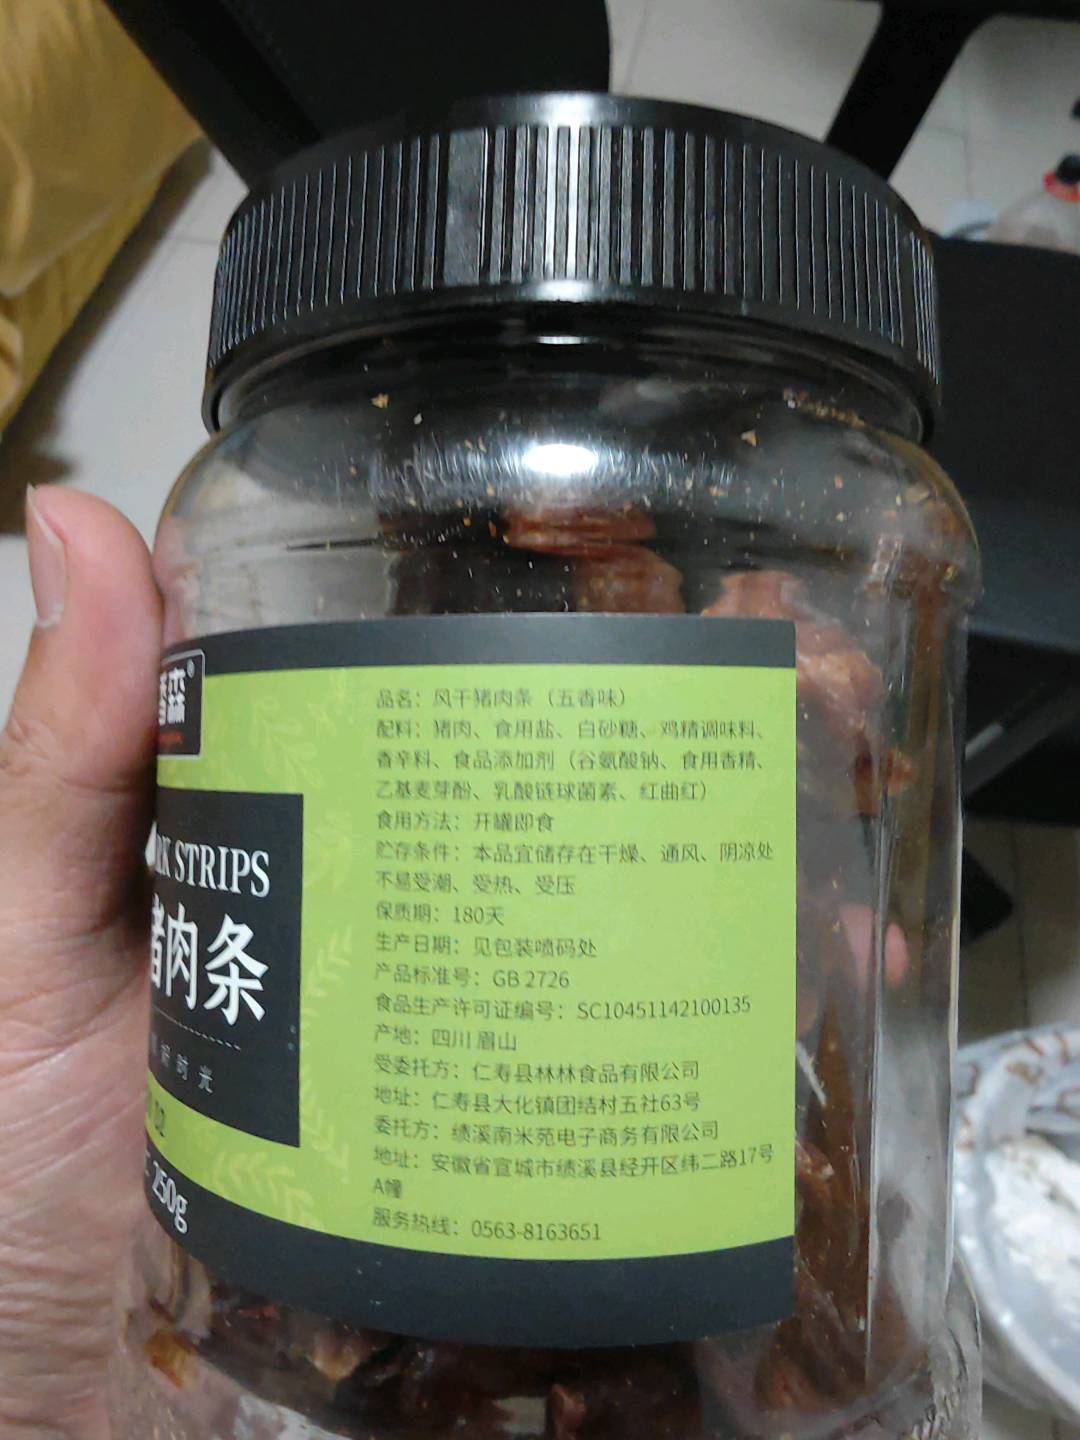 森®
STRIPS
肉条
时光
250g
品名：风干猪肉条（五香味）
配料：猪肉、食用盐、白砂糖、鸡精调味料、
香辛料、食品添加剂（谷氨酸钠、食用香精、
乙基麦芽酚、乳酸链球菌素、红曲红）
食用方法：开罐即食
贮存条件：本品宜储存在干燥、通风、阴凉处
不易受潮、受热、受压
保质期：180天
生产日期：见包装喷码处
产品标准号：GB 2726
食品生产许可证编号：SC10451142100135
产地：四川 眉山
受委托方：仁寿县林林食品有限公司
地址：仁寿县大化镇团结村五社63号
委托方：绩溪南米苑电子商务有限公司
地址：安徽省宣城市绩溪县经开区纬二路17号
A幢
服务热线：0563-8163651